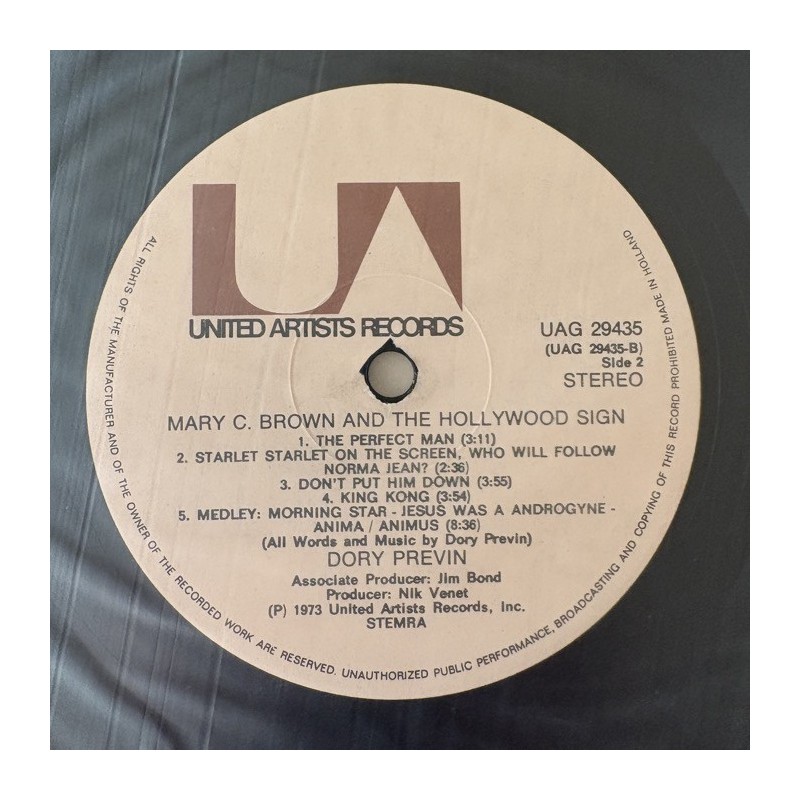 UA
UNITED ARTISTS RECORDS
UAG 29435
(UAG 29435-B)
Side 2
STEREO
MARY C. BROWN AND THE HOLLYWOOD SIGN
1. THE PERFECT MAN (3:11)
2. STARLET STARLET ON THE SCREEN, WHO WILL FOLLOW
NORMA JEAN? (2:36)
3. DON'T PUT HIM DOWN (3:55)
4. KING KONG (3:54)
5. MEDLEY: MORNING STAR - JESUS WAS A ANDROGYNE -
ANIMA / ANIMUS (8:36)
(All Words and Music by Dory Previn)
DORY PREVIN
Associate Producer: Jim Bond
Producer: Nik Venet
(P) 1973 United Artists Records, Inc.
STEMRA
ALL RIGHTS OF THE MANUFACTURER AND OF THE OWNER OF THE RECORDED WORK ARE RESERVED. UNAUTHORIZED PUBLIC PERFORMANCE, BROADCASTING AND COPYING OF THIS RECORD PROHIBITED MADE IN HOLLAND